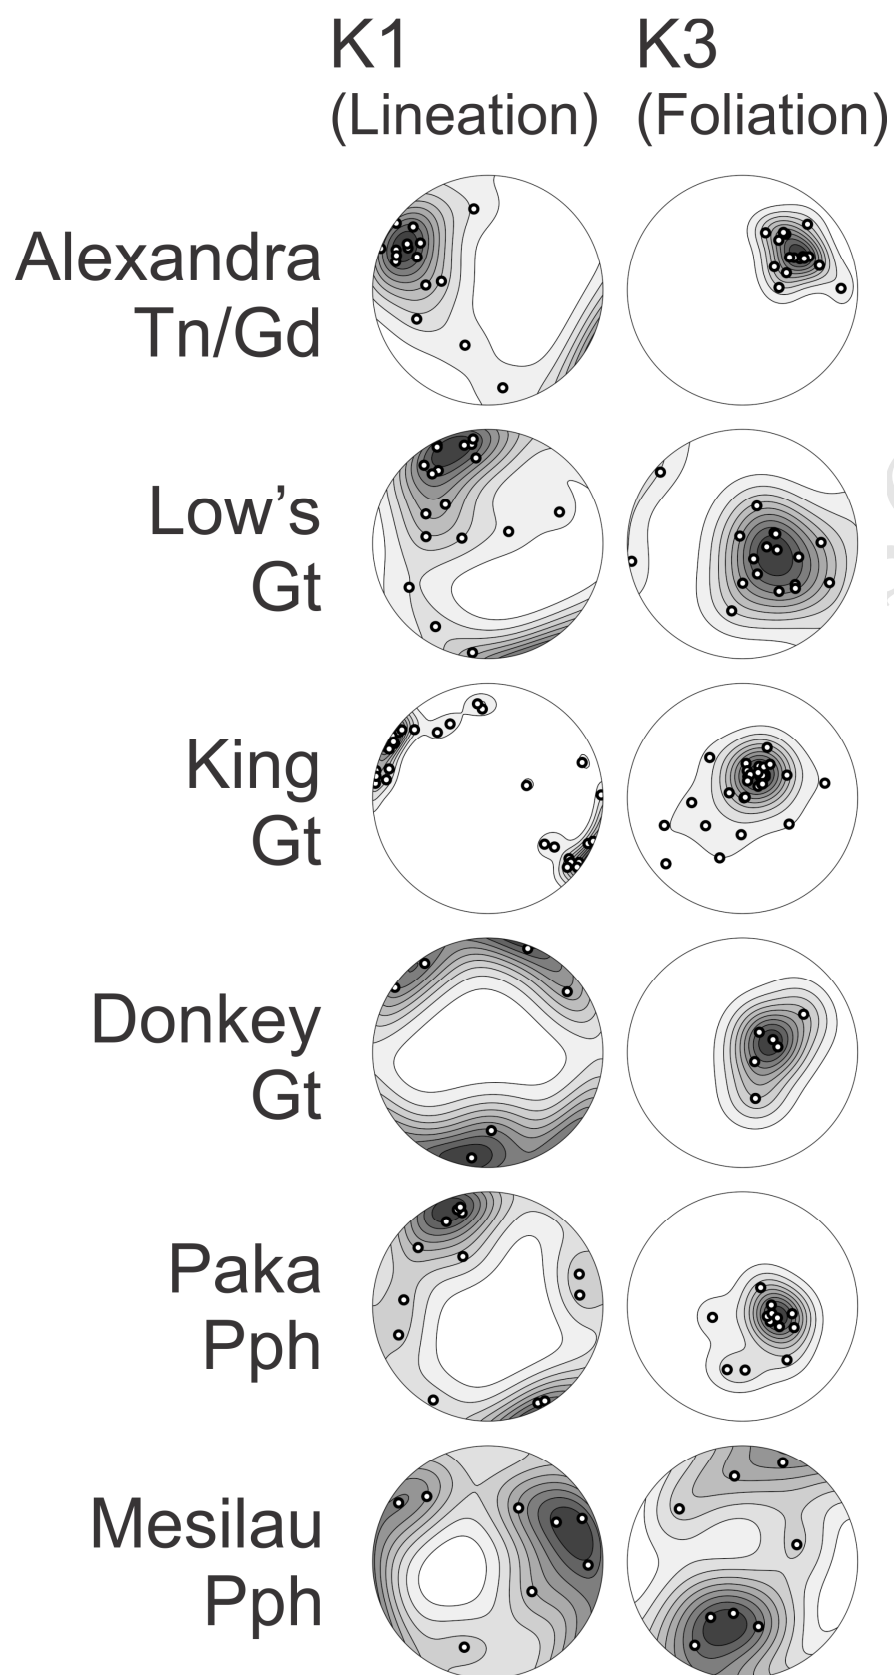 K1 K3
(Lineation) (Foliation)
Alexandra
Tn/Gd
Low's
Gt
King
Gt
Donkey
Gt
Paka
Pph
Mesilau
Pph